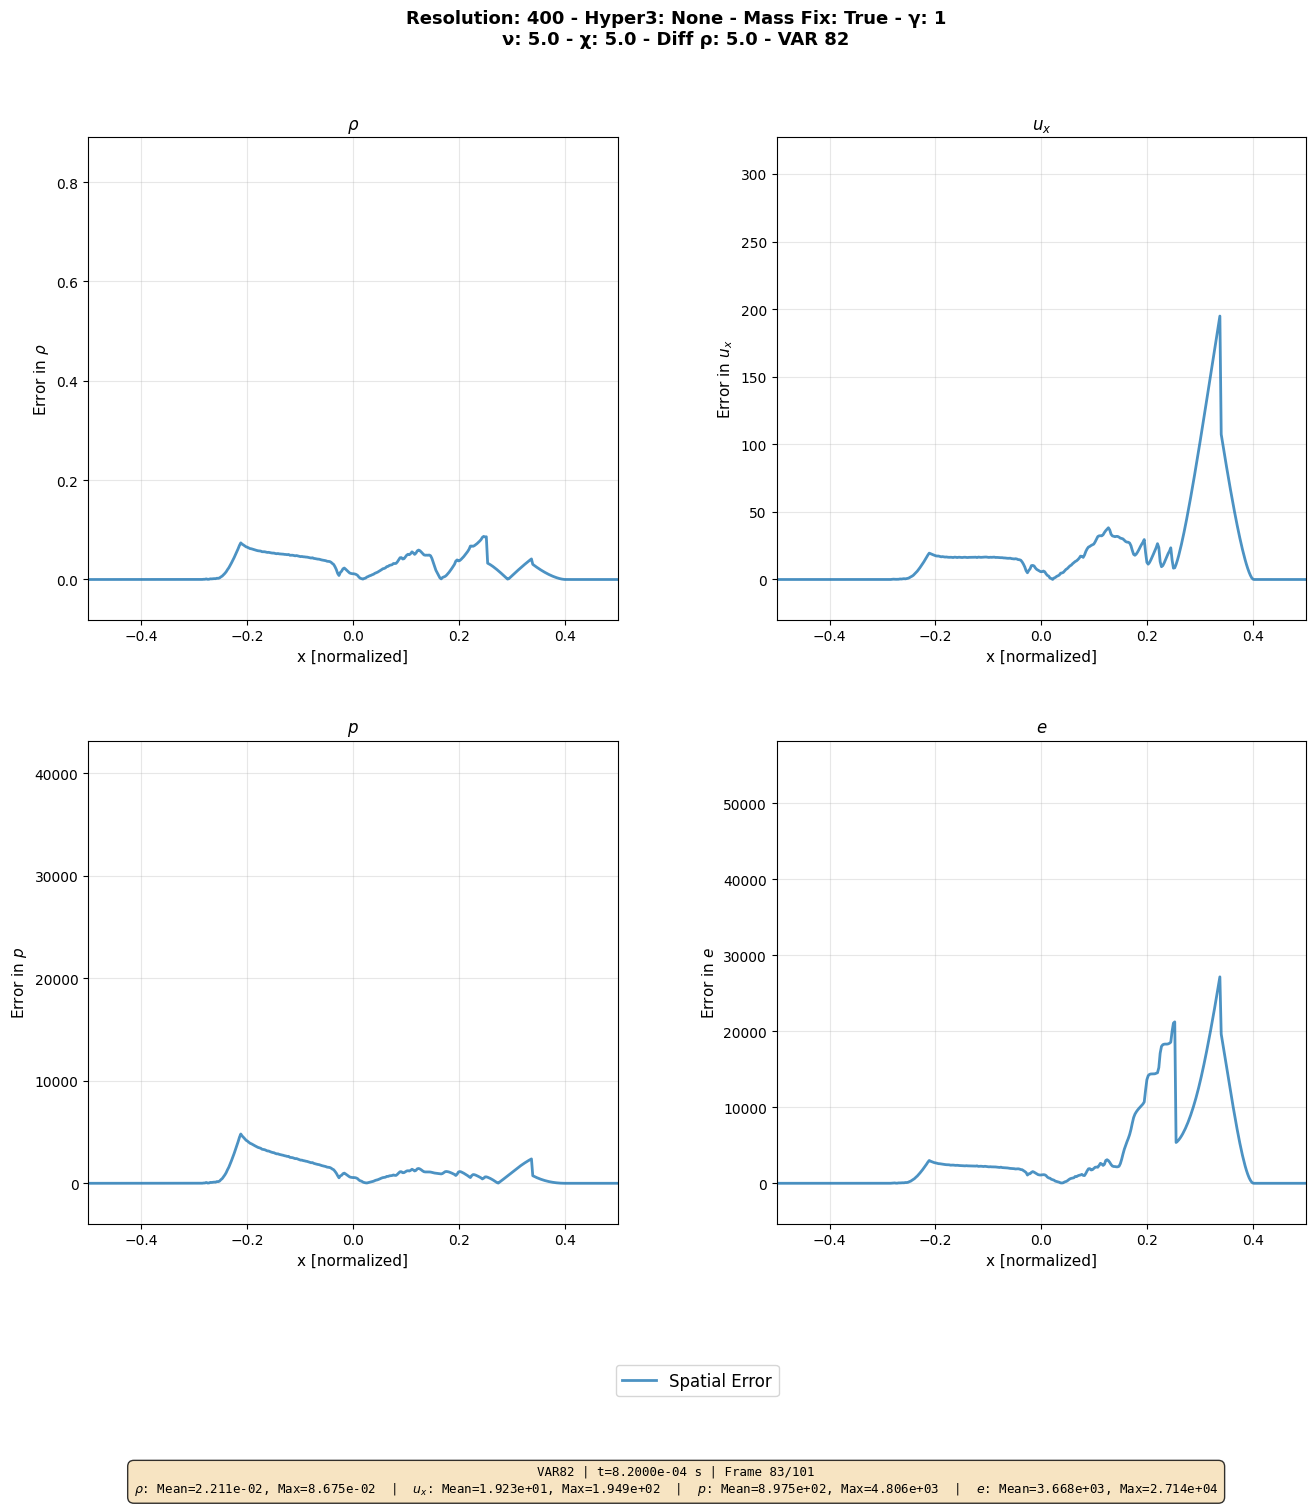 Resolution: 400 - Hyper3: None - Mass Fix: True - γ: 1
ν: 5.0 - χ: 5.0 - Diff ρ: 5.0 - VAR 82
ρ
Error in ρ
0.8
0.6
0.4
0.2
0.0
−0.4 −0.2 0.0 0.2 0.4
x [normalized]
u_x
Error in u_x
300
250
200
150
100
50
0
−0.4 −0.2 0.0 0.2 0.4
x [normalized]
p
Error in p
40000
30000
20000
10000
0
−0.4 −0.2 0.0 0.2 0.4
x [normalized]
e
Error in e
50000
40000
30000
20000
10000
0
−0.4 −0.2 0.0 0.2 0.4
x [normalized]
Spatial Error
VAR82 | t=8.2000e-04 s | Frame 83/101
ρ: Mean=2.211e-02, Max=8.675e-02 | u_x: Mean=1.923e+01, Max=1.949e+02 | p: Mean=8.975e+02, Max=4.806e+03 | e: Mean=3.668e+03, Max=2.714e+04